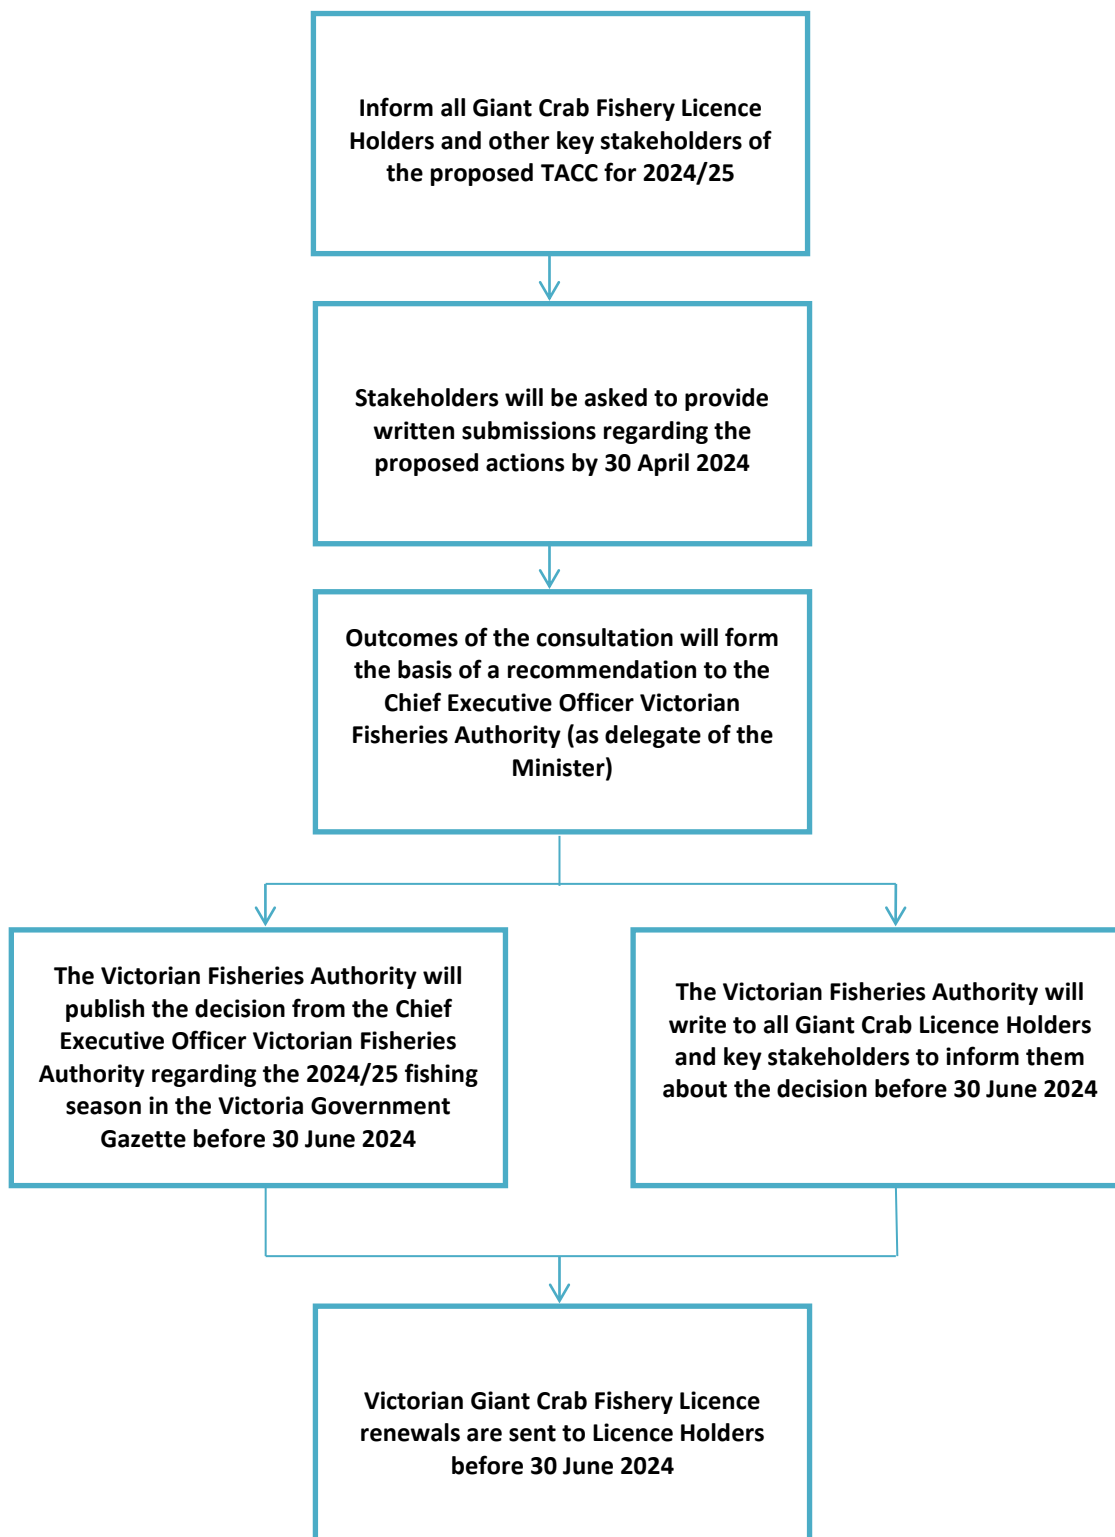 Inform all Giant Crab Fishery Licence
Holders and other key stakeholders of
the proposed TACC for 2024/25
Stakeholders will be asked to provide
written submissions regarding the
proposed actions by 30 April 2024
Outcomes of the consultation will form
the basis of a recommendation to the
Chief Executive Officer Victorian
Fisheries Authority (as delegate of the
Minister)
The Victorian Fisheries Authority will
publish the decision from the Chief
Executive Officer Victorian Fisheries
Authority regarding the 2024/25 fishing
season in the Victoria Government
Gazette before 30 June 2024
The Victorian Fisheries Authority will
write to all Giant Crab Licence Holders
and key stakeholders to inform them
about the decision before 30 June 2024
Victorian Giant Crab Fishery Licence
renewals are sent to Licence Holders
before 30 June 2024